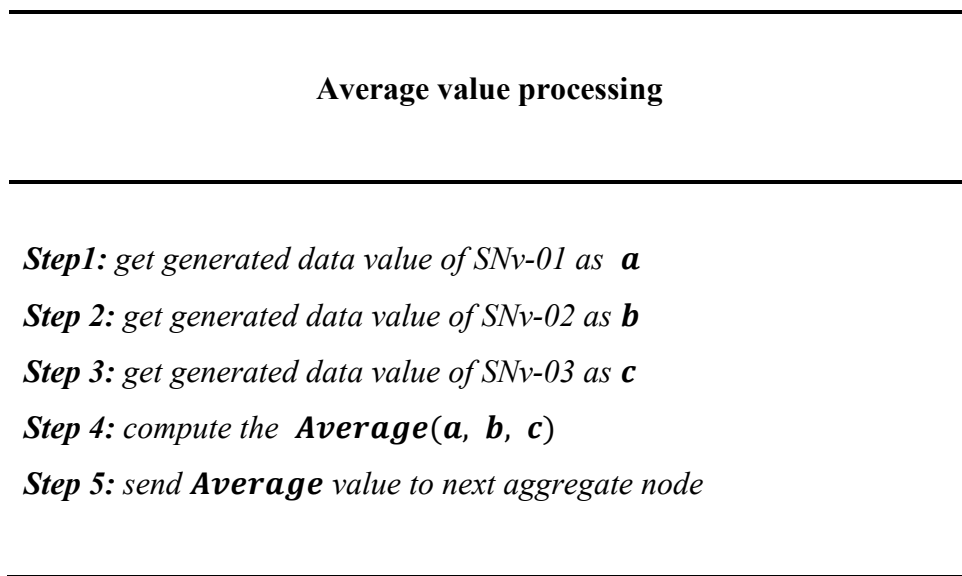 Average value processing
Step1: get generated data value of SNv-01 as a
Step 2: get generated data value of SNv-02 as b
Step 3: get generated data value of SNv-03 as c
Step 4: compute the Average(a, b, c)
Step 5: send Average value to next aggregate node